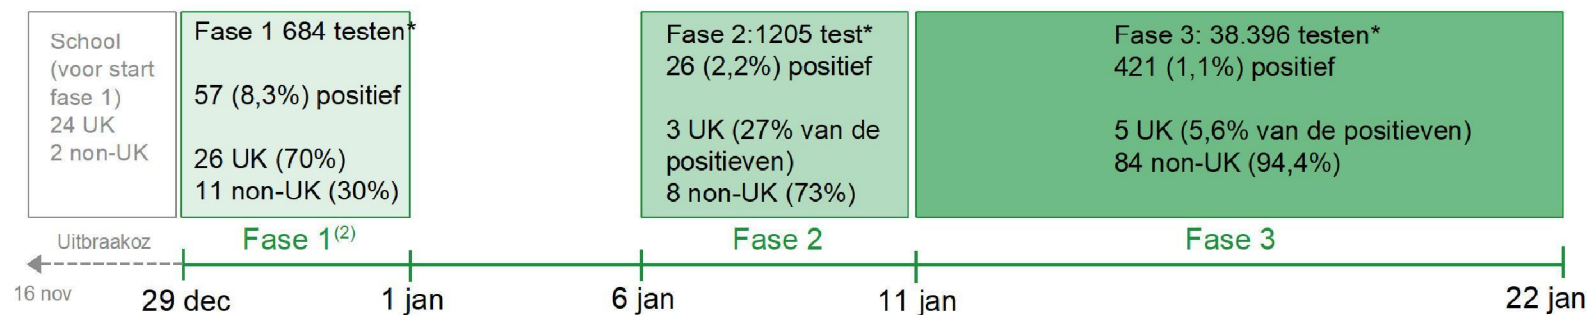 School
(voor start
fase 1)
24 UK
2 non-UK
Fase 1 684 testen*
57 (8,3%) positief
26 UK (70%)
11 non-UK (30%)
Fase 2:1205 test*
26 (2,2%) positief
3 UK (27% van de
positieven)
8 non-UK (73%)
Fase 3: 38.396 testen*
421 (1,1%) positief
5 UK (5,6% van de positieven)
84 non-UK (94,4%)
Uitbraakoz
Fase 1(2)
Fase 2
Fase 3
16 nov
29 dec
1 jan
6 jan
11 jan
22 jan